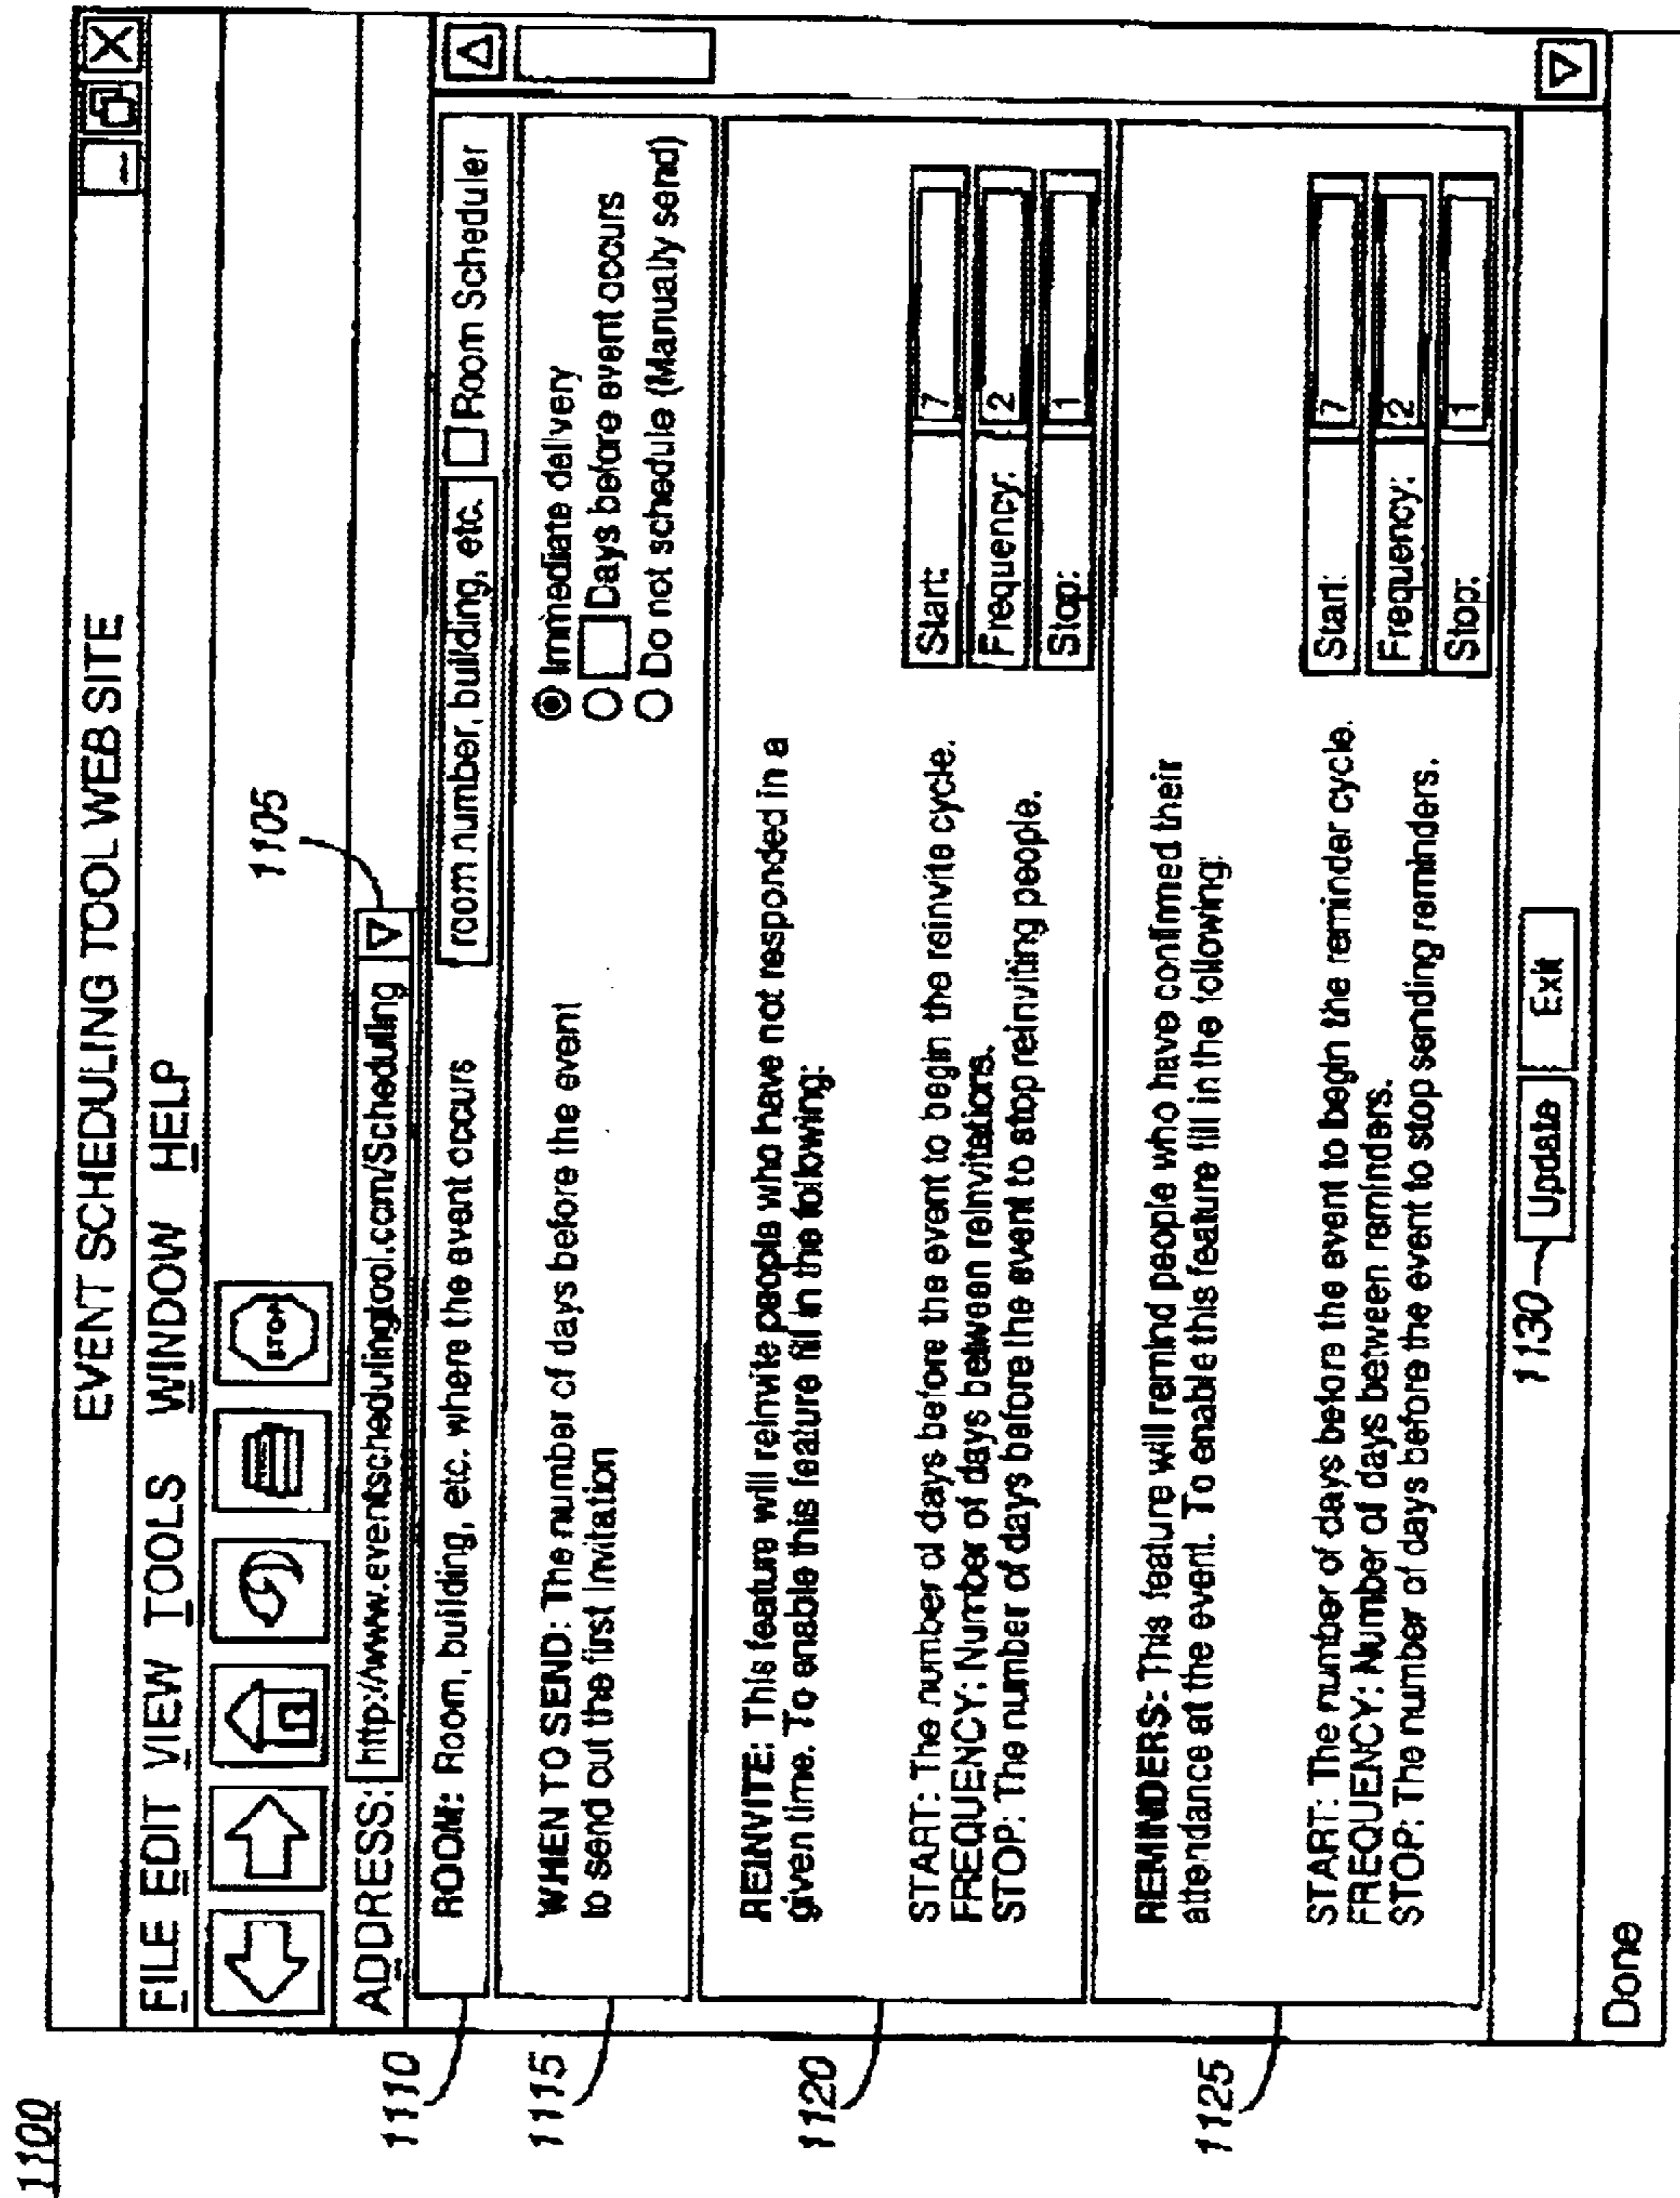 1100
EVENT SCHEDULING TOOL WEB SITE
FILE EDIT VIEW TOOLS WINDOW HELP
STOP
1105
ADDRESS: http://www.eventschedulingtool.com/Scheduling
1110
ROOM: Room, building, etc. where the event occurs room number, building, etc. Room Scheduler
1115
WHEN TO SEND: The number of days before the event
to send out the first invitation
Immediate delivery
Days before event occurs
Do not schedule (Manually send)
1120
REINVITE: This feature will reinvite people who have not responded in a
given time. To enable this feature fill in the following:
START: The number of days before the event to begin the reinvite cycle.
FREQUENCY: Number of days between reinvitations.
STOP: The number of days before the event to stop reinviting people.
Start: 7
Frequency: 2
Stop: 1
1125
REMINDERS: This feature will remind people who have confirmed their
attendance at the event. To enable this feature fill in the following:
START: The number of days before the event to begin the reminder cycle.
FREQUENCY: Number of days between reminders.
STOP: The number of days before the event to stop sending reminders.
Start: 7
Frequency: 2
Stop: 1
1130
Update Exit
Done